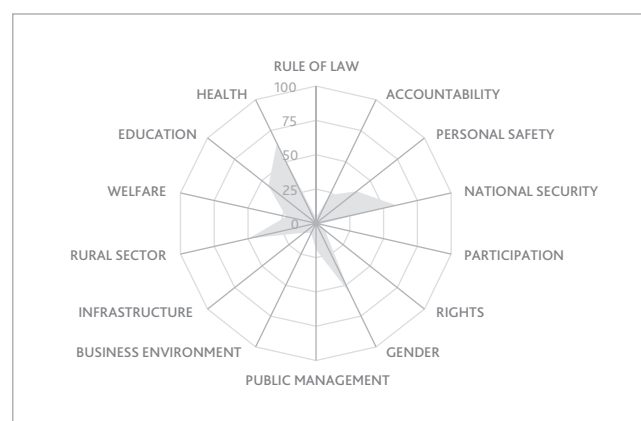 RULE OF LAW
HEALTH
100
ACCOUNTABILITY
EDUCATION
75
PERSONAL SAFETY
50
WELFARE
25
NATIONAL SECURITY
0
RURAL SECTOR
PARTICIPATION
INFRASTRUCTURE
RIGHTS
BUSINESS ENVIRONMENT
GENDER
PUBLIC MANAGEMENT